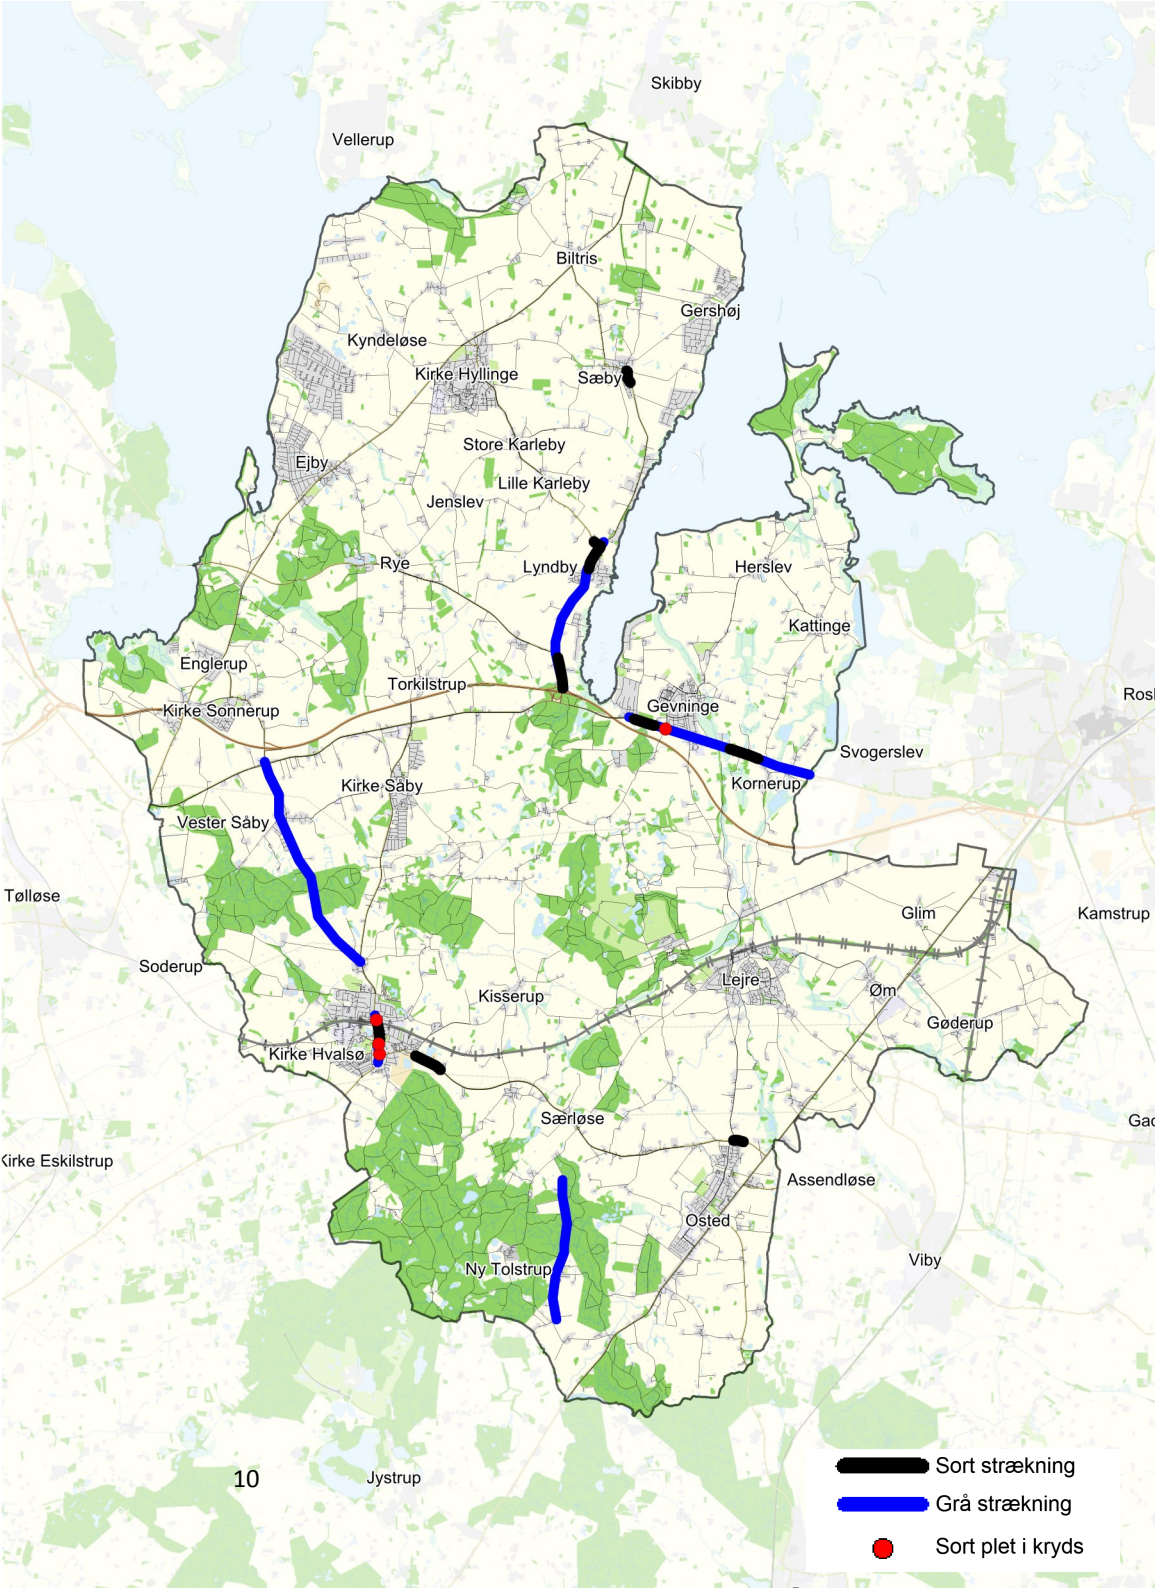 Skibby
Vellerup
Biltris
Gershøj
Kyndeløse
Kirke Hyllinge
Sæby
Store Karleby
Ejby
Lille Karleby
Jenslev
Rye
Lyndby
Herslev
Kattinge
Englerup
Torkilstrup
Kirke Sonnerup
Gevninge
Svogerslev
Kirke Såby
Kornerup
Vester Såby
Tølløse
Glim
Kamstrup
Soderup
Lejre
Kisserup
Øm
Gøderup
Kirke Hvalsø
Særløse
Kirke Eskilstrup
Assendløse
Osted
Viby
Ny Tolstrup
Jystrup
10
Sort strækning
Grå strækning
Sort plet i kryds